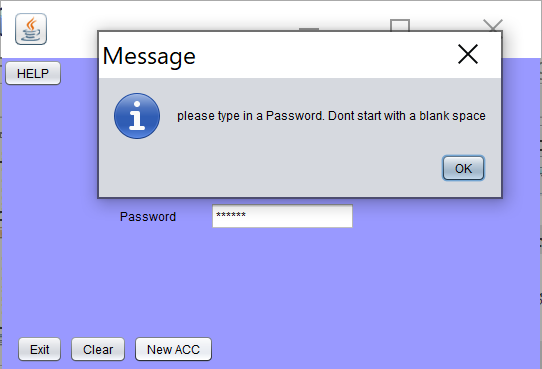 Message
HELP
please type in a Password. Dont start with a blank space
OK
Password ******
Exit Clear New ACC